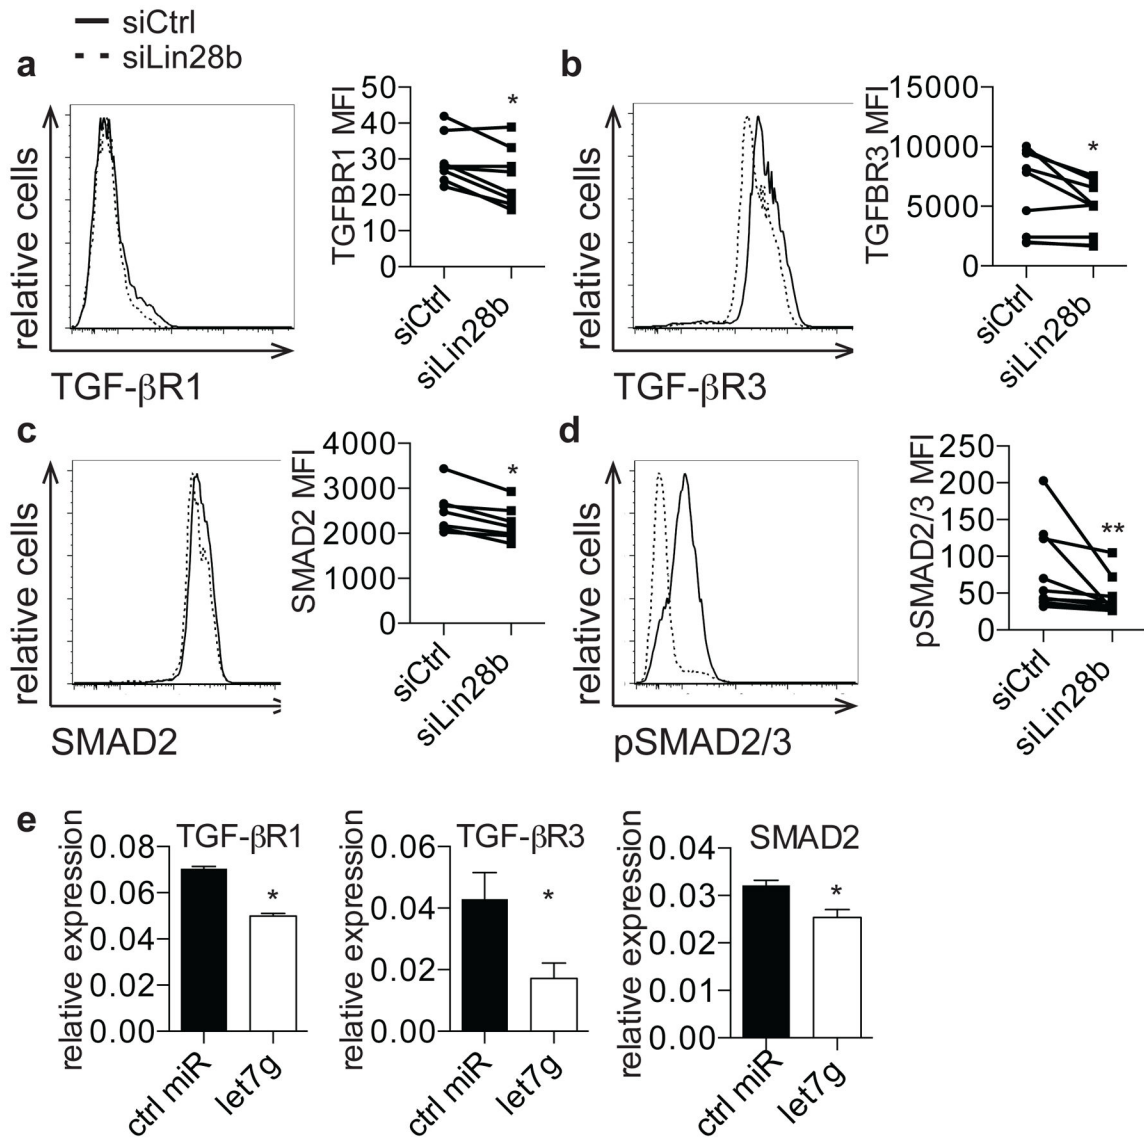 siCtrl
siLin28b
a
relative cells
TGF-βR1
TGFBR1 MFI
50
40
30
20
10
0
*
siCtrl
siLin28b
b
relative cells
TGF-βR3
TGFBR3 MFI
15000
10000
5000
0
*
siCtrl
siLin28b
c
relative cells
SMAD2
SMAD2 MFI
4000
3000
2000
1000
0
*
siCtrl
siLin28b
d
relative cells
pSMAD2/3
pSMAD2/3 MFI
250
200
150
100
50
0
**
siCtrl
siLin28b
e
relative expression
TGF-βR1
0.08
0.06
0.04
0.02
0.00
*
ctrl miR
let7g
relative expression
TGF-βR3
0.06
0.04
0.02
0.00
*
ctrl miR
let7g
relative expression
SMAD2
0.04
0.03
0.02
0.01
0.00
*
ctrl miR
let7g